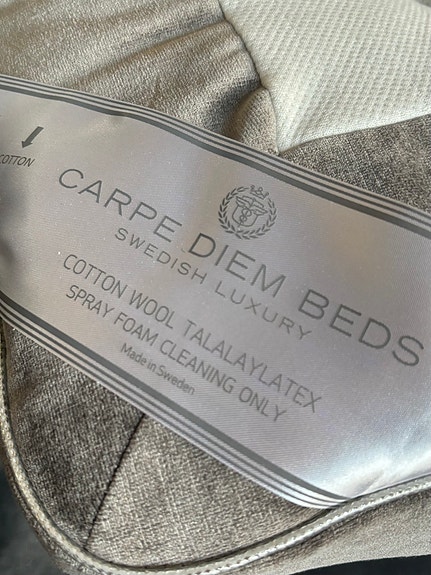 COTTON
CARPE DIEM BEDS
SWEDISH LUXURY
COTTON WOOL TALALAYLATEX
SPRAY FOAM CLEANING ONLY
Made in Sweden